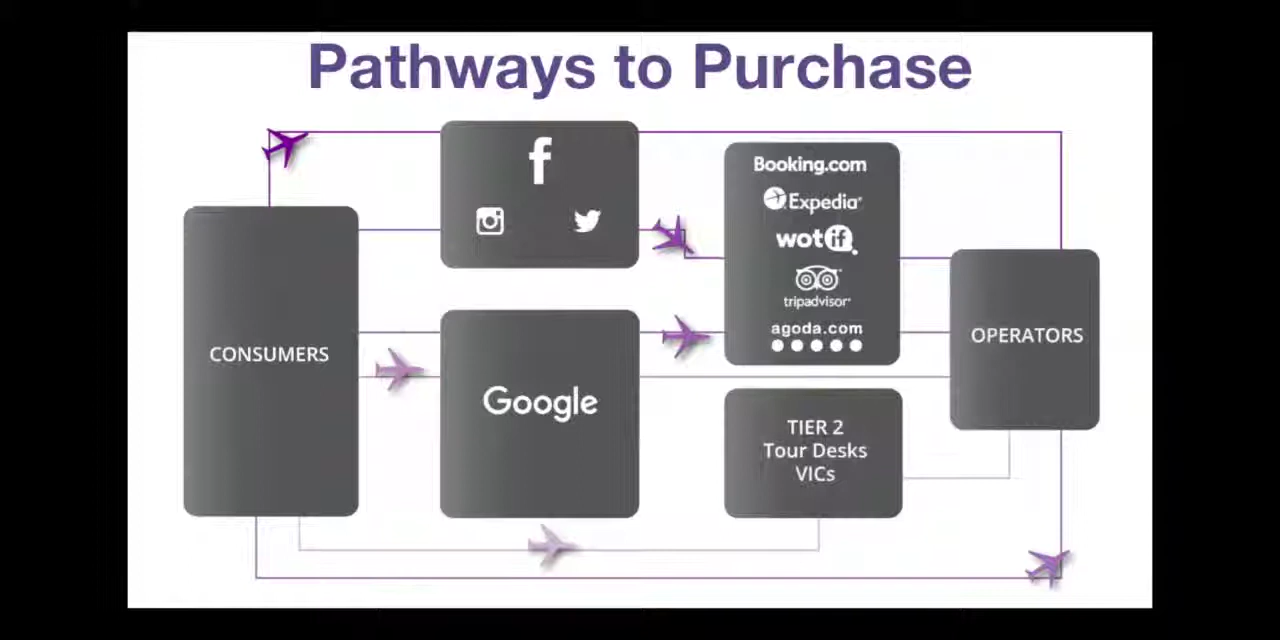 Pathways to Purchase
CONSUMERS
f
Google
Booking.com
Expedia
wotif.
tripadvisor
agoda.com
TIER 2
Tour Desks
VICs
OPERATORS